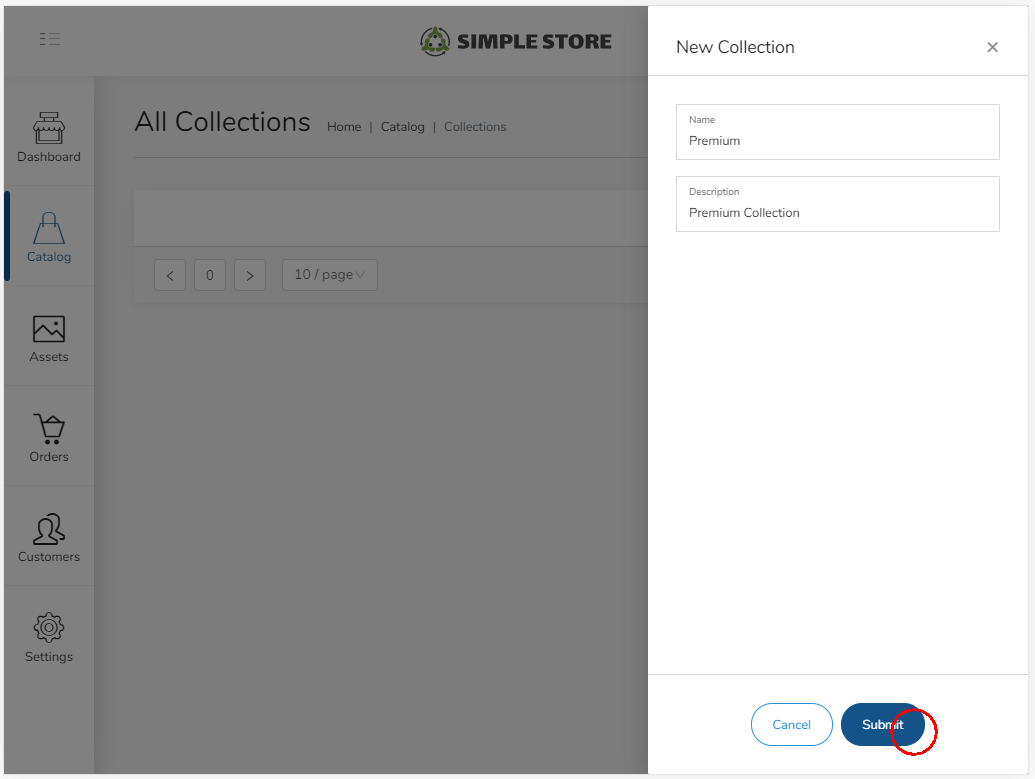 SIMPLE STORE
New Collection
Dashboard
Catalog
Assets
Orders
Customers
Settings
All Collections Home | Catalog | Collections
< 0 > 10 / page
Name
Premium
Description
Premium Collection
Cancel Submit